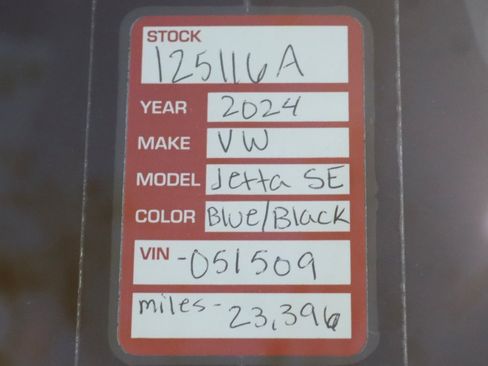 STOCK
125116A
YEAR 2024
MAKE VW
MODEL Jetta SE
COLOR Blue/Black
VIN -051509
miles- 23,396